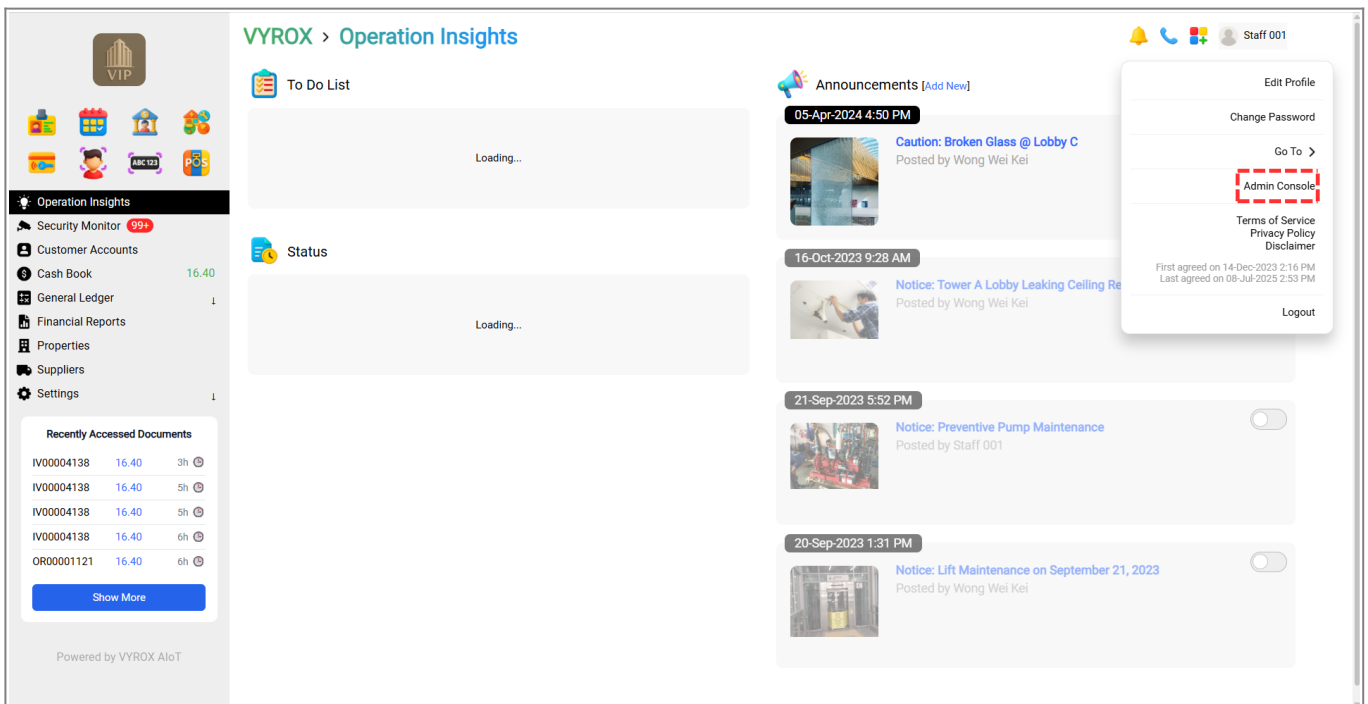 VIP
ABC 123
POS
Operation Insights
Security Monitor 99+
Customer Accounts
Cash Book 16.40
General Ledger ↓
Financial Reports
Properties
Suppliers
Settings ↓
Recently Accessed Documents
IV00004138 16.40 3h
IV00004138 16.40 5h
IV00004138 16.40 5h
IV00004138 16.40 6h
OR00001121 16.40 6h
Show More
Powered by VYROX AIoT
VYROX > Operation Insights
Staff 001
To Do List
Loading...
Status
Loading...
Announcements [Add New]
05-Apr-2024 4:50 PM
Caution: Broken Glass @ Lobby C
Posted by Wong Wei Kei
16-Oct-2023 9:28 AM
Notice: Tower A Lobby Leaking Ceiling Re
Posted by Wong Wei Kei
21-Sep-2023 5:52 PM
Notice: Preventive Pump Maintenance
Posted by Staff 001
20-Sep-2023 1:31 PM
Notice: Lift Maintenance on September 21, 2023
Posted by Wong Wei Kei
Edit Profile
Change Password
Go To >
Admin Console
Terms of Service
Privacy Policy
Disclaimer
First agreed on 14-Dec-2023 2:16 PM
Last agreed on 08-Jul-2025 2:53 PM
Logout